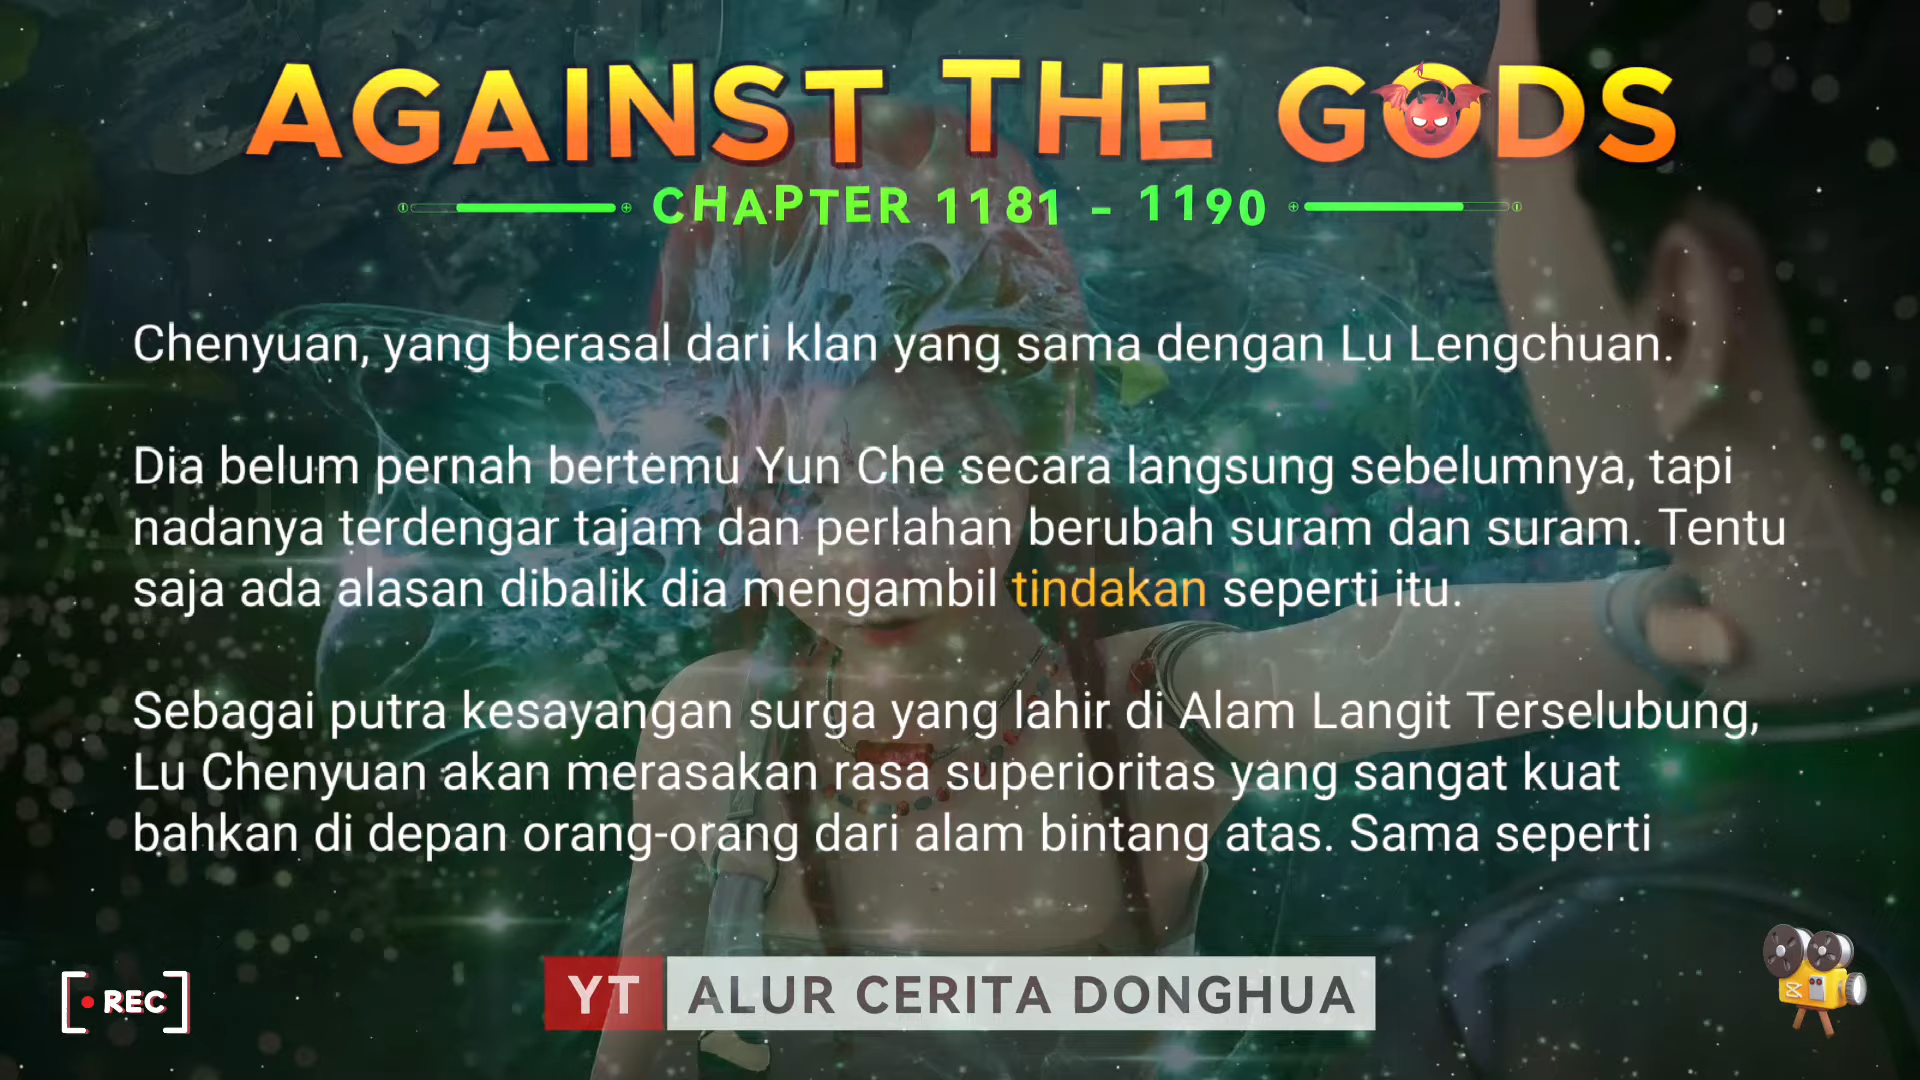 AGAINST THE GODS
CHAPTER 1181 - 1190
Chenyuan, yang berasal dari klan yang sama dengan Lu Lengchuan.
Dia belum pernah bertemu Yun Che secara langsung sebelumnya, tapi
nadanya terdengar tajam dan perlahan berubah suram dan suram. Tentu
saja ada alasan dibalik dia mengambil tindakan seperti itu.
Sebagai putra kesayangan surga yang lahir di Alam Langit Terselubung,
Lu Chenyuan akan merasakan rasa superioritas yang sangat kuat
bahkan di depan orang-orang dari alam bintang atas. Sama seperti
REC
YT ALUR CERITA DONGHUA